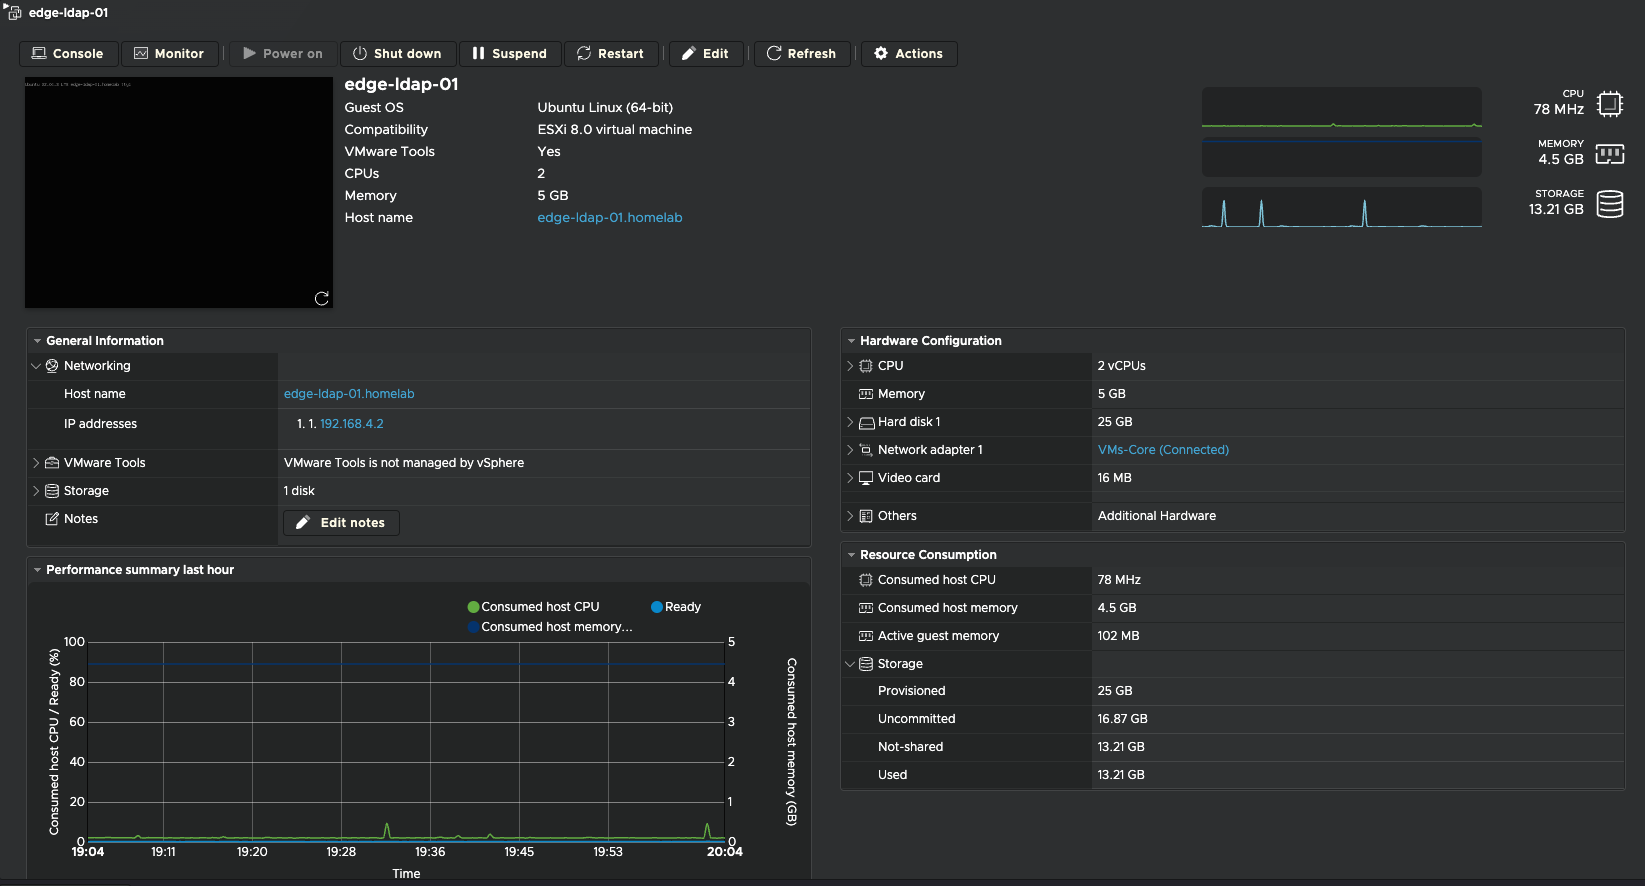 edge-ldap-01
Console Monitor Power on Shut down Suspend Restart Edit Refresh Actions
Ubuntu 22.04.5 LTS edge-ldap-01.homelab tty1
edge-ldap-01
Guest OS Ubuntu Linux (64-bit)
Compatibility ESXi 8.0 virtual machine
VMware Tools Yes
CPUs 2
Memory 5 GB
Host name edge-ldap-01.homelab
CPU
78 MHz
MEMORY
4.5 GB
STORAGE
13.21 GB
General Information
Networking
Host name edge-ldap-01.homelab
IP addresses 1. 1. 192.168.4.2
VMware Tools VMware Tools is not managed by vSphere
Storage 1 disk
Notes Edit notes
Performance summary last hour
Consumed host CPU Ready
Consumed host memory...
Consumed host CPU / Ready (%)
100
80
60
40
20
0
5
4
3
2
1
0
Consumed host memory (GB)
19:04 19:11 19:20 19:28 19:36 19:45 19:53 20:04
Time
Hardware Configuration
CPU 2 vCPUs
Memory 5 GB
Hard disk 1 25 GB
Network adapter 1 VMs-Core (Connected)
Video card 16 MB
Others Additional Hardware
Resource Consumption
Consumed host CPU 78 MHz
Consumed host memory 4.5 GB
Active guest memory 102 MB
Storage
Provisioned 25 GB
Uncommitted 16.87 GB
Not-shared 13.21 GB
Used 13.21 GB